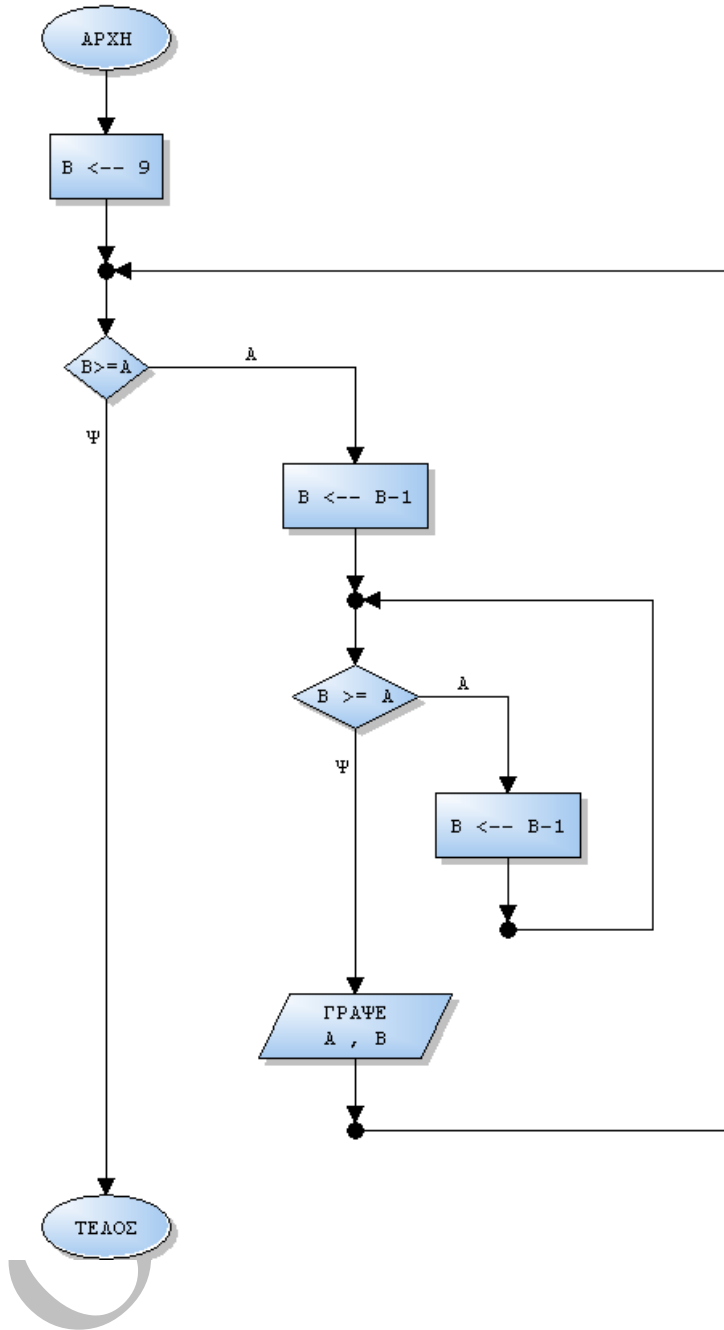 ΑΡΧΗ
Β <-- 9
Β>=Α
Α
Ψ
Β <-- Β-1
Β >= Α
Α
Ψ
Β <-- Β-1
ΓΡΑΨΕ
Α , Β
ΤΕΛΟΣ